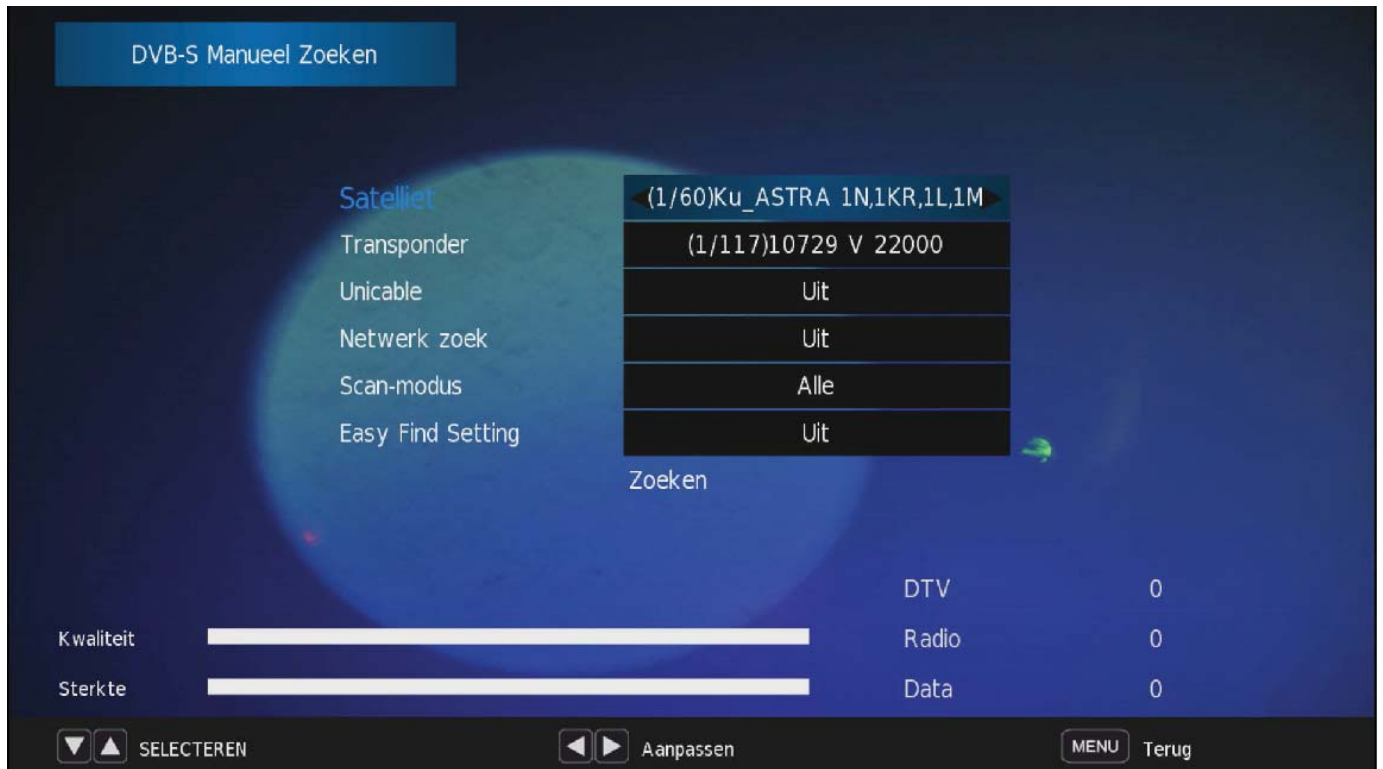 DVB-S Manueel Zoeken
Satelliet (1/60)Ku_ASTRA 1N,1KR,1L,1M
Transponder (1/117)10729 V 22000
Unicable Uit
Netwerk zoek Uit
Scan-modus Alle
Easy Find Setting Uit
Zoeken
DTV 0
Kwaliteit Radio 0
Sterkte Data 0
SELECTEREN Aanpassen MENU Terug